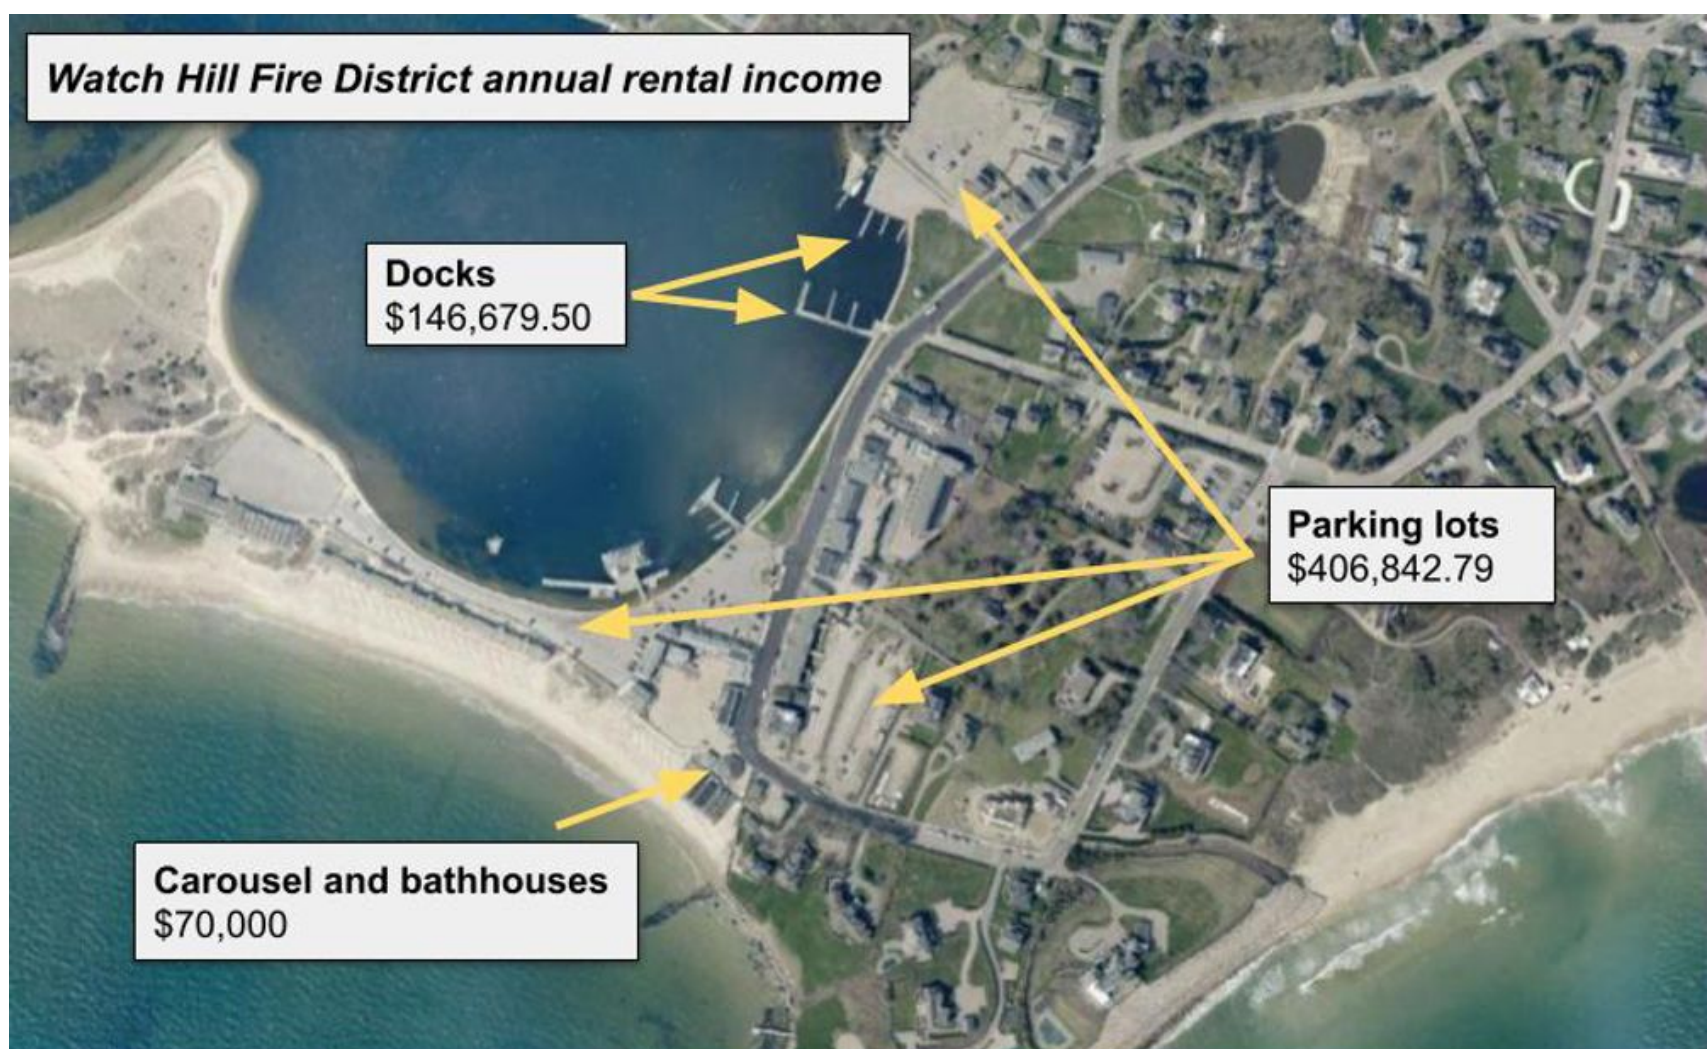 Watch Hill Fire District annual rental income
Docks
$146,679.50
Parking lots
$406,842.79
Carousel and bathhouses
$70,000